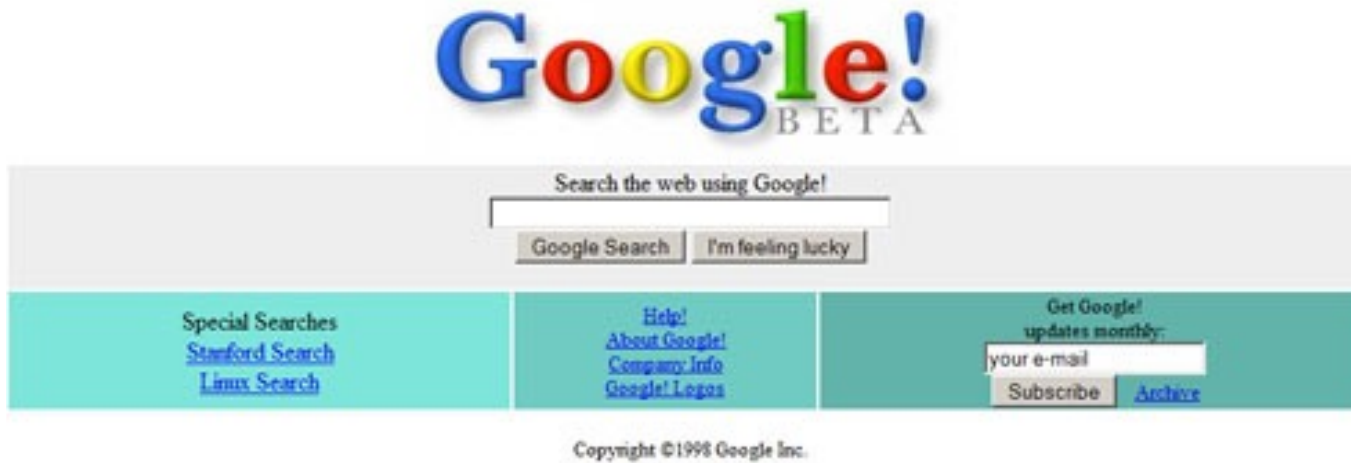 Google!
BETA
Search the web using Google!
Google Search I'm feeling lucky
Special Searches
Stanford Search
Linux Search
Help!
About Google!
Company Info
Google! Logos
Get Google!
updates monthly:
your e-mail
Subscribe Archive
Copyright ©1998 Google Inc.